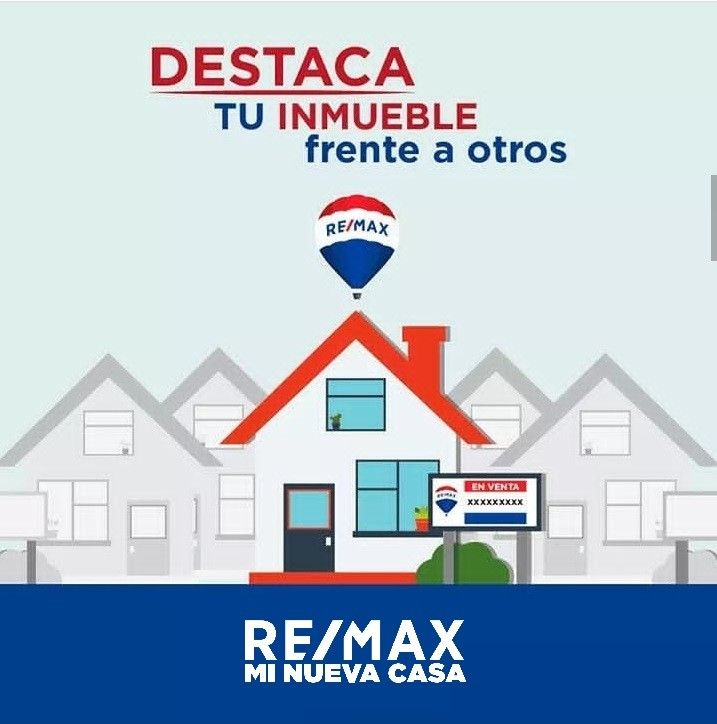 DESTACA
TU INMUEBLE
frente a otros
RE/MAX
EN VENTA
RE/MAX
XXXXXXXXX
RE/MAX
MI NUEVA CASA